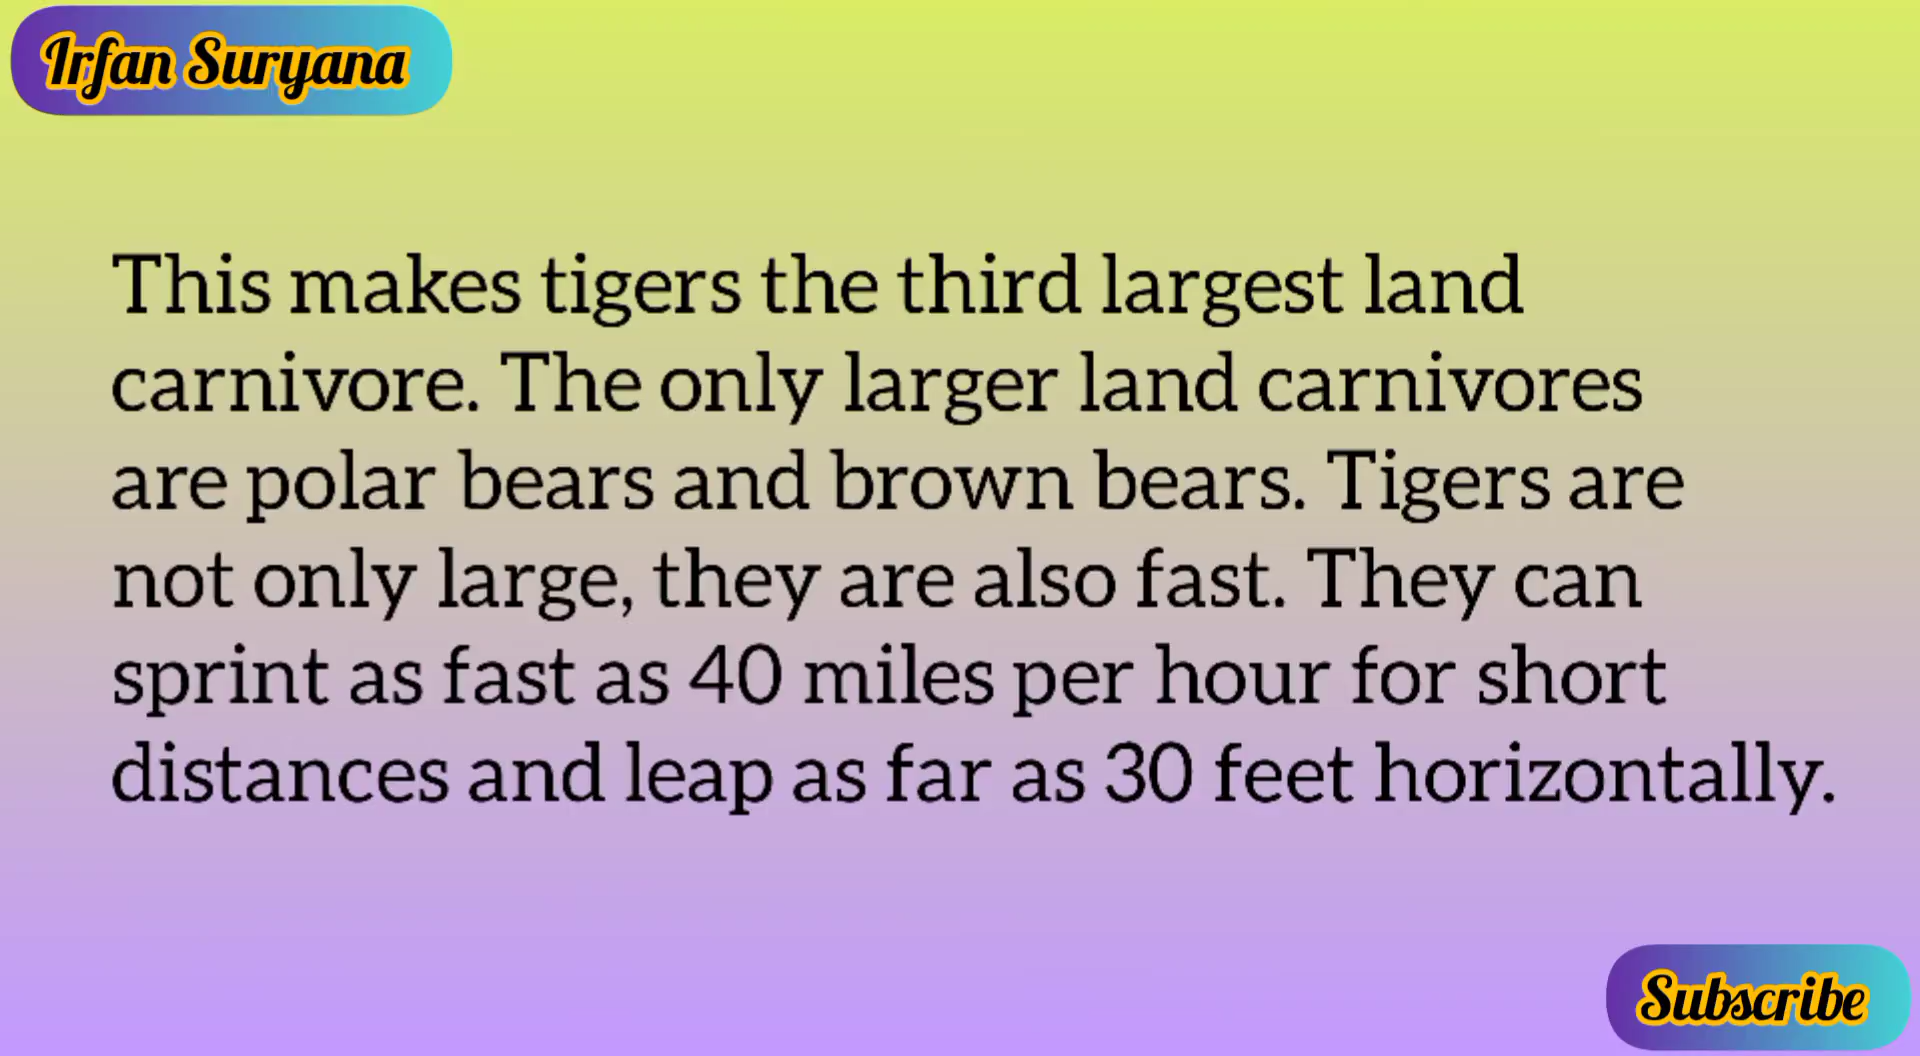 Irfan Suryana
This makes tigers the third largest land
carnivore. The only larger land carnivores
are polar bears and brown bears. Tigers are
not only large, they are also fast. They can
sprint as fast as 40 miles per hour for short
distances and leap as far as 30 feet horizontally.
Subscribe